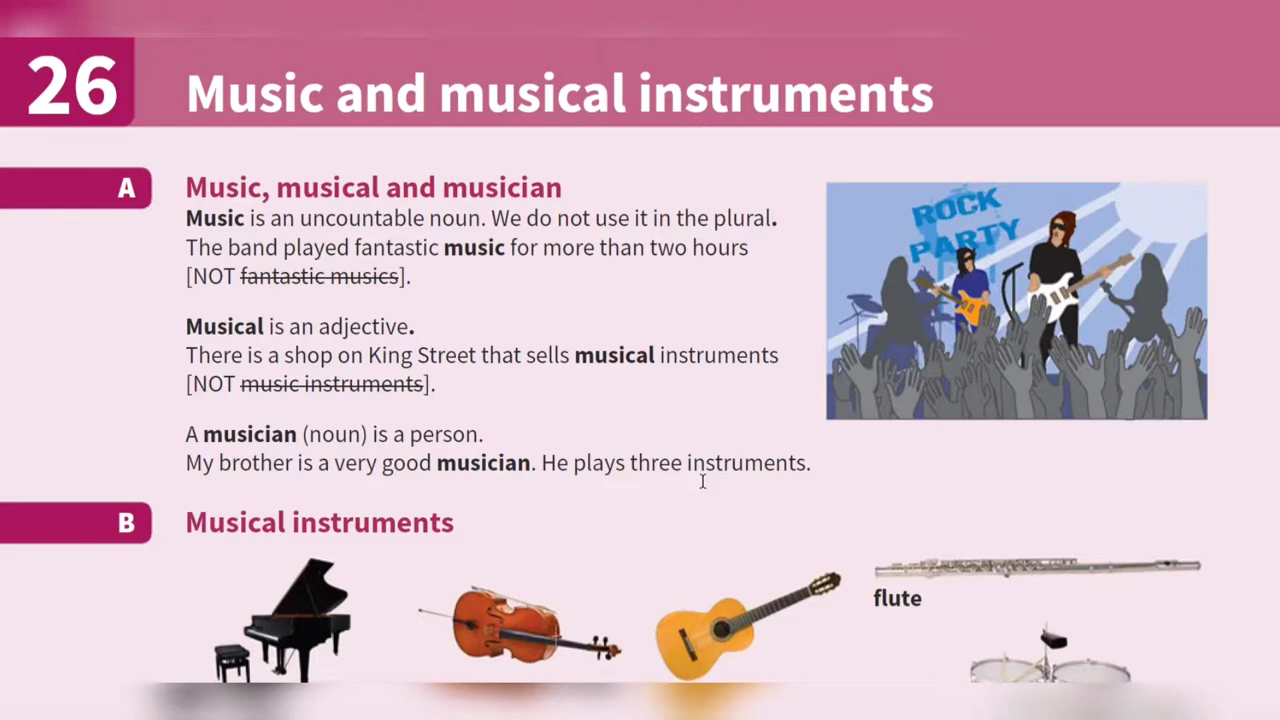 26
Music and musical instruments
A
Music, musical and musician
Music is an uncountable noun. We do not use it in the plural.
The band played fantastic music for more than two hours
[NOT fantastic musics].
Musical is an adjective.
There is a shop on King Street that sells musical instruments
[NOT music instruments].
A musician (noun) is a person.
My brother is a very good musician. He plays three instruments.
ROCK
PARTY
B
Musical instruments
flute